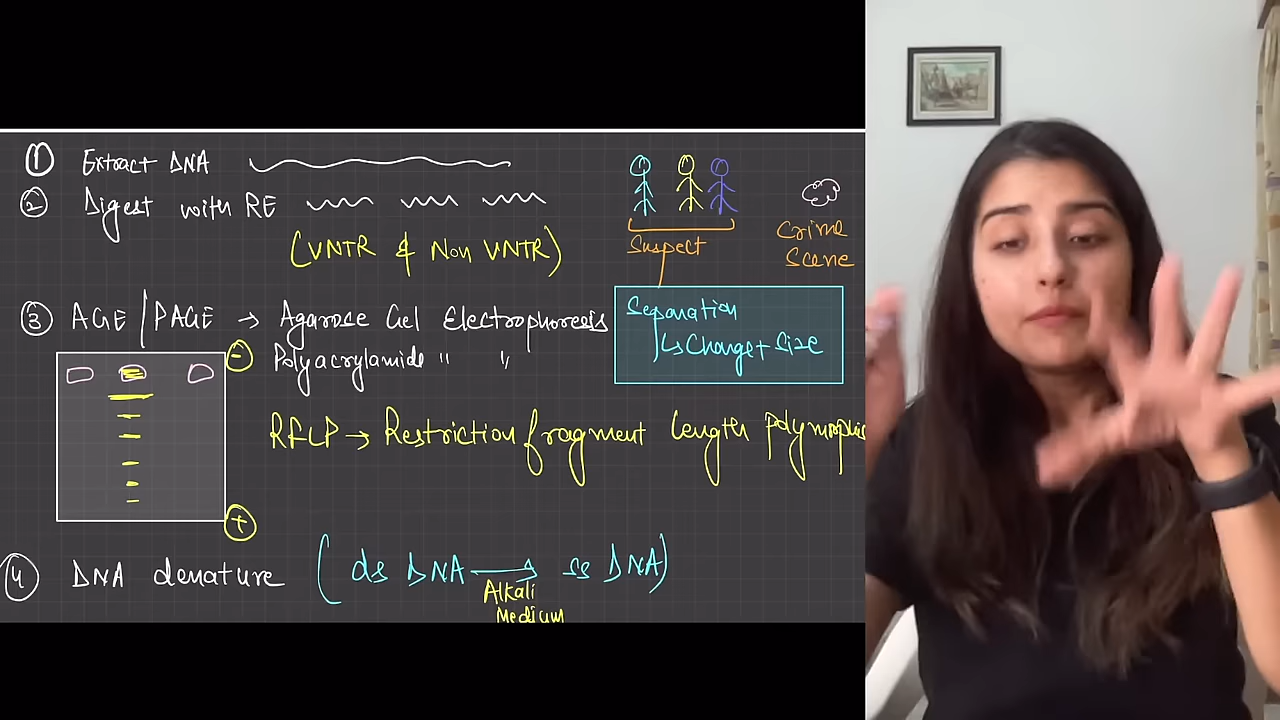 ① Extract DNA
② Digest with RE
(VNTR & Non VNTR)
Suspect
Crime
Scene
③ AGE/PAGE → Agarose Gel Electrophoresis
Polyacrylamide " "
Separation
↳ Charge + Size
-
+
RFLP → Restriction fragment length polymorphis
④ DNA denature (ds DNA → ss DNA)
Alkali
Medium